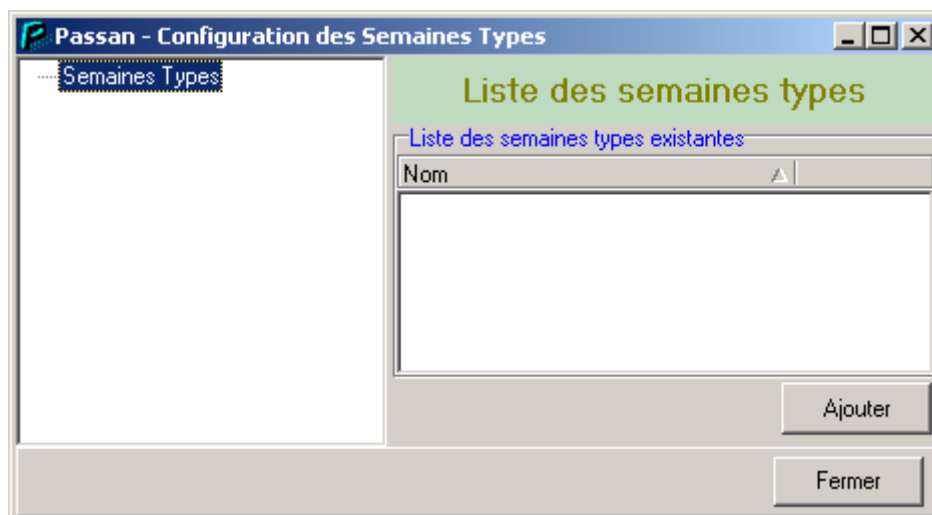 Passan - Configuration des Semaines Types
Semaines Types
Liste des semaines types
Liste des semaines types existantes
Nom
Ajouter
Fermer